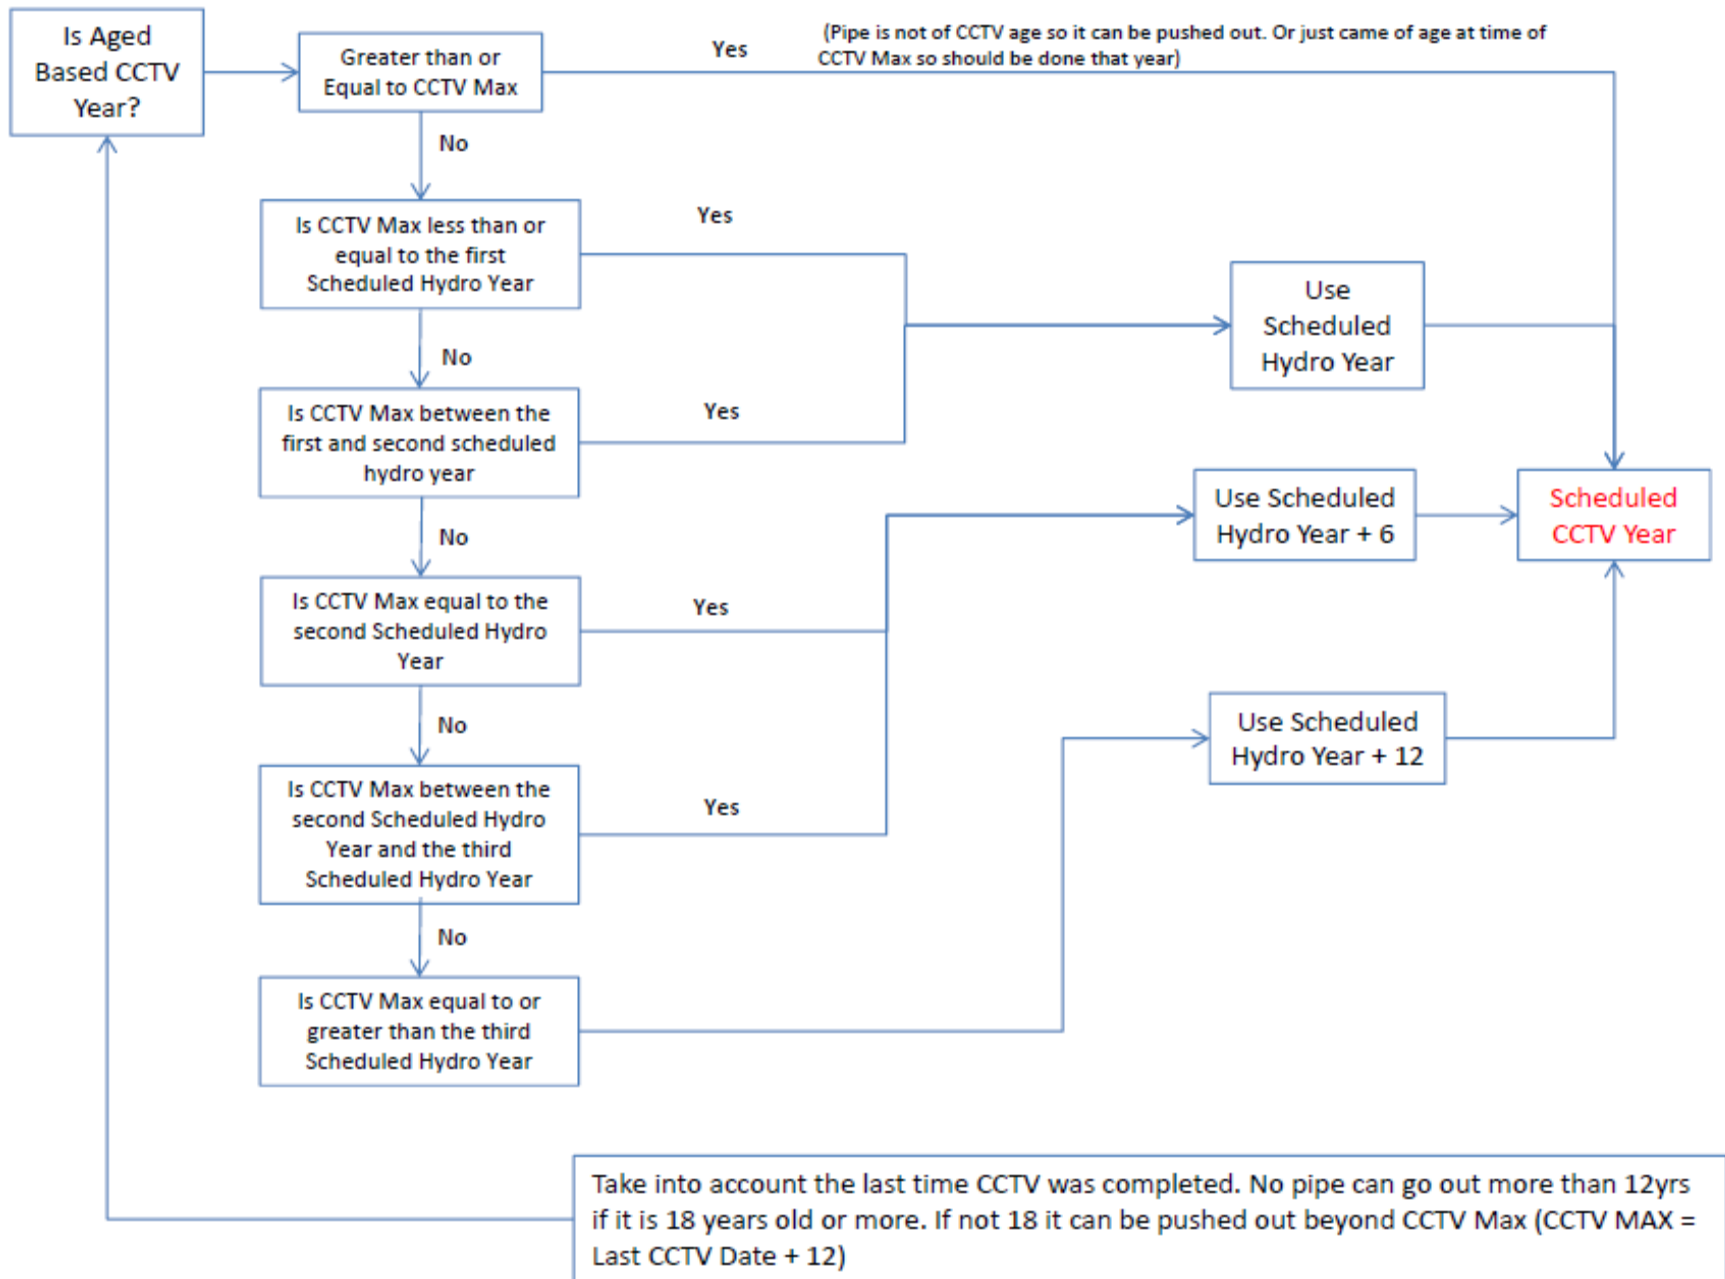 Is Aged
Based CCTV
Year?
Greater than or
Equal to CCTV Max
Yes
(Pipe is not of CCTV age so it can be pushed out. Or just came of age at time of
CCTV Max so should be done that year)
No
Is CCTV Max less than or
equal to the first
Scheduled Hydro Year
Yes
Use
Scheduled
Hydro Year
No
Is CCTV Max between the
first and second scheduled
hydro year
Yes
Use Scheduled
Hydro Year + 6
Scheduled
CCTV Year
No
Is CCTV Max equal to the
second Scheduled Hydro
Year
Yes
No
Use Scheduled
Hydro Year + 12
Is CCTV Max between the
second Scheduled Hydro
Year and the third
Scheduled Hydro Year
Yes
No
Is CCTV Max equal to or
greater than the third
Scheduled Hydro Year
Take into account the last time CCTV was completed. No pipe can go out more than 12yrs
if it is 18 years old or more. If not 18 it can be pushed out beyond CCTV Max (CCTV MAX =
Last CCTV Date + 12)